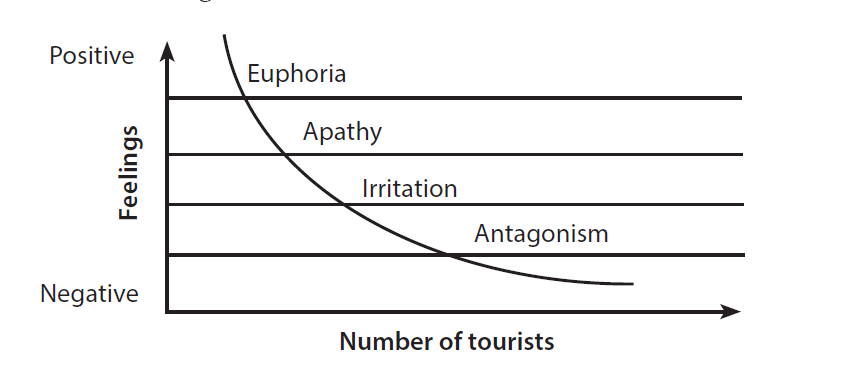 Positive
Euphoria
Apathy
Feelings
Irritation
Antagonism
Negative
Number of tourists